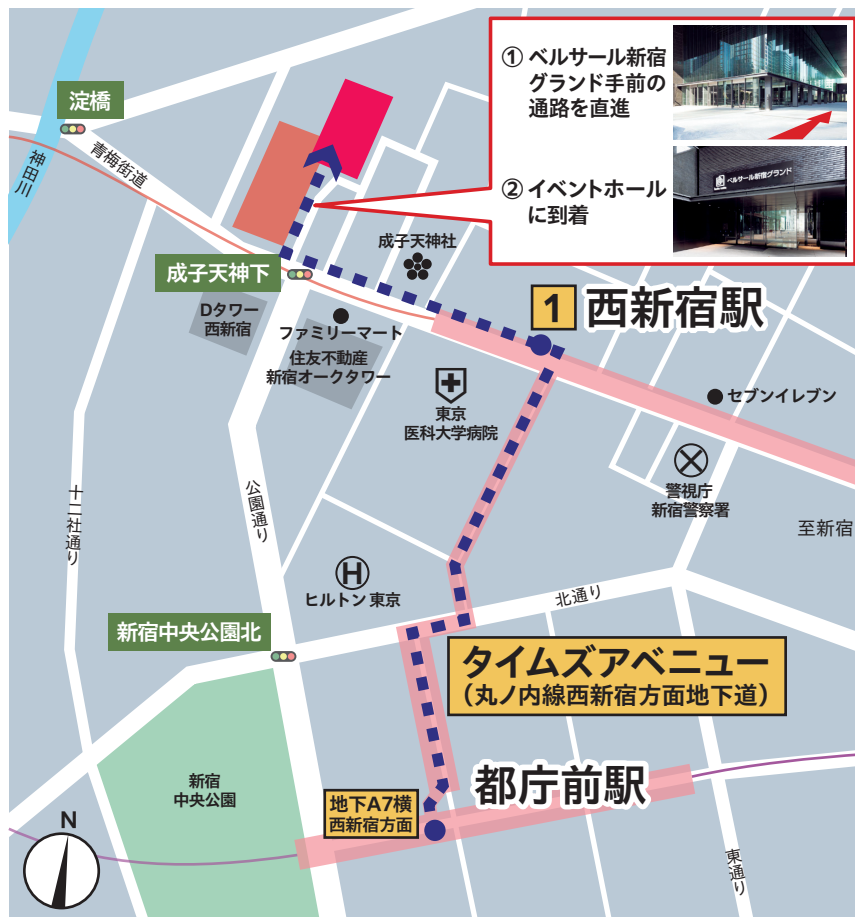 ① ベルサール新宿
グランド手前の
通路を直進
ベルサール新宿グランド
② イベントホール
に到着
淀橋
神田川
青梅街道
成子天神社
成子天神下
1 西新宿駅
Dタワー
西新宿
ファミリーマート
住友不動産
新宿オークタワー
東京
医科大学病院
セブンイレブン
警視庁
新宿警察署
至新宿
十二社通り
公園通り
H
ヒルトン東京
北通り
新宿中央公園北
タイムズアベニュー
（丸ノ内線西新宿方面地下道）
都庁前駅
新宿
中央公園
地下A7横
西新宿方面
N
東通り